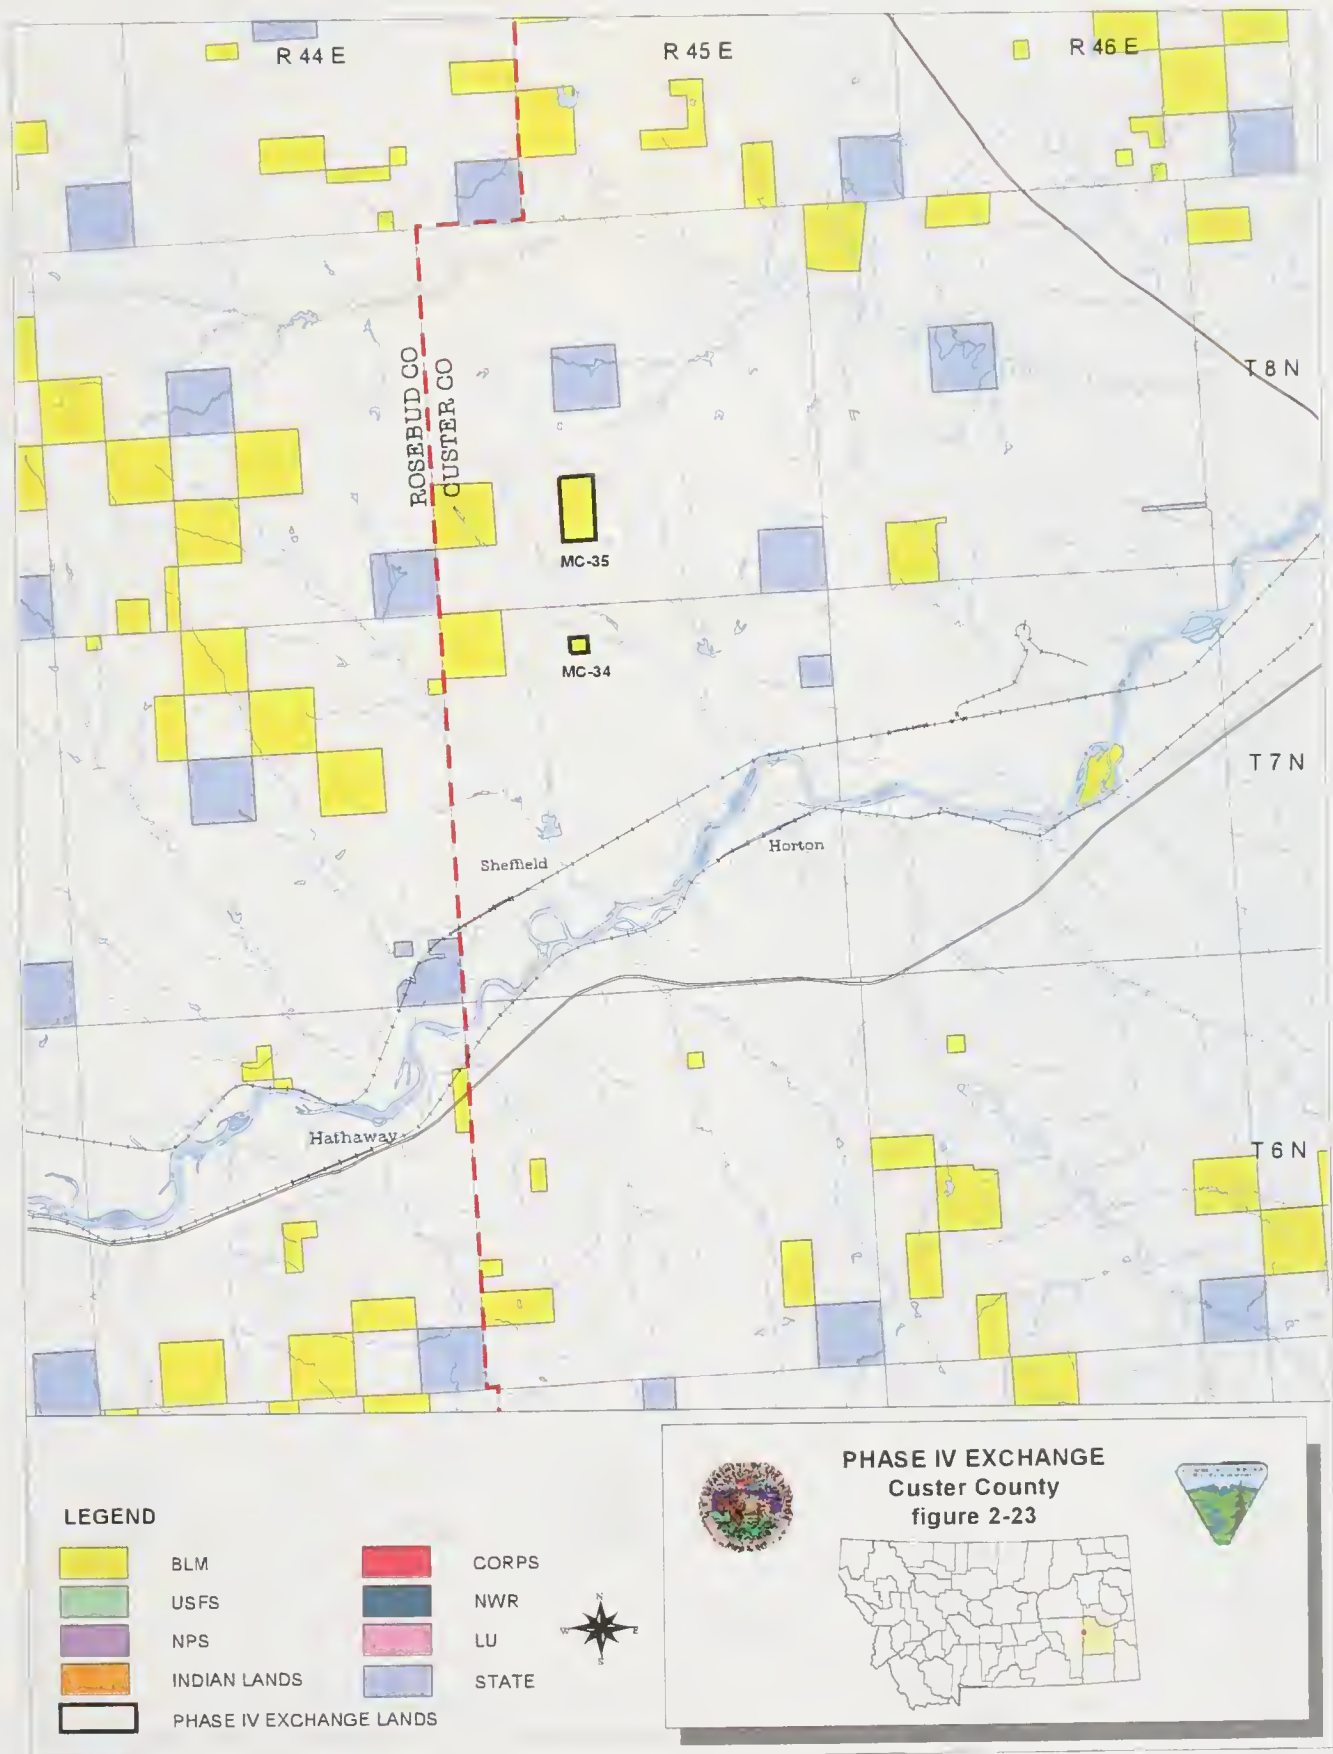 R 44 E
R 45 E
R 46 E
T 8 N
ROSEBUD CO
CUSTER CO
MC-35
MC-34
T 7 N
Horton
Sheffield
Hathaway
T 6 N
LEGEND
BLM
USFS
NPS
INDIAN LANDS
PHASE IV EXCHANGE LANDS
CORPS
NWR
LU
STATE
N
W
E
S
PHASE IV EXCHANGE
Custer County
figure 2-23